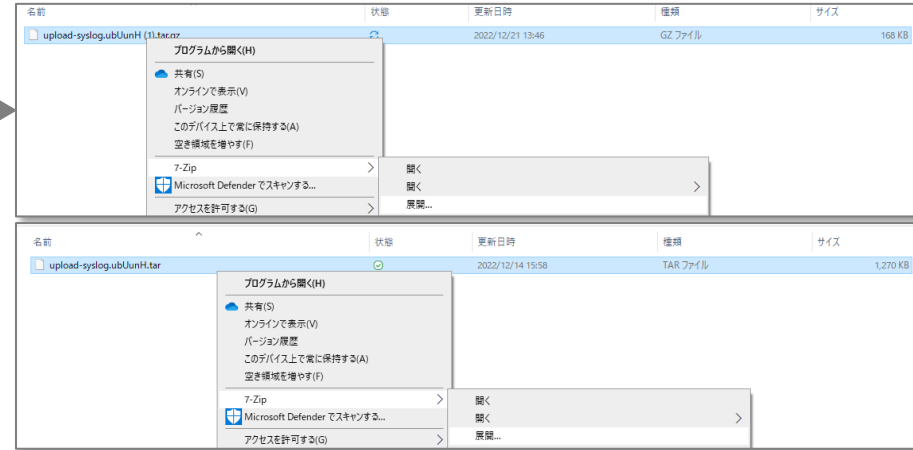 名前 状態 更新日時 種類 サイズ
upload-syslog.ubUunH (1).tar.gz 2022/12/21 13:46 GZ ファイル 168 KB
プログラムから開く(H)
共有(S)
オンラインで表示(V)
バージョン履歴
このデバイス上で常に保持する(A)
空き領域を増やす(F)
7-Zip 開く
Microsoft Defender でスキャンする... 開く
アクセスを許可する(G) 展開...
名前 状態 更新日時 種類 サイズ
upload-syslog.ubUunH.tar 2022/12/14 15:58 TAR ファイル 1,270 KB
プログラムから開く(H)
共有(S)
オンラインで表示(V)
バージョン履歴
このデバイス上で常に保持する(A)
空き領域を増やす(F)
7-Zip 開く
Microsoft Defender でスキャンする... 開く
アクセスを許可する(G) 展開...